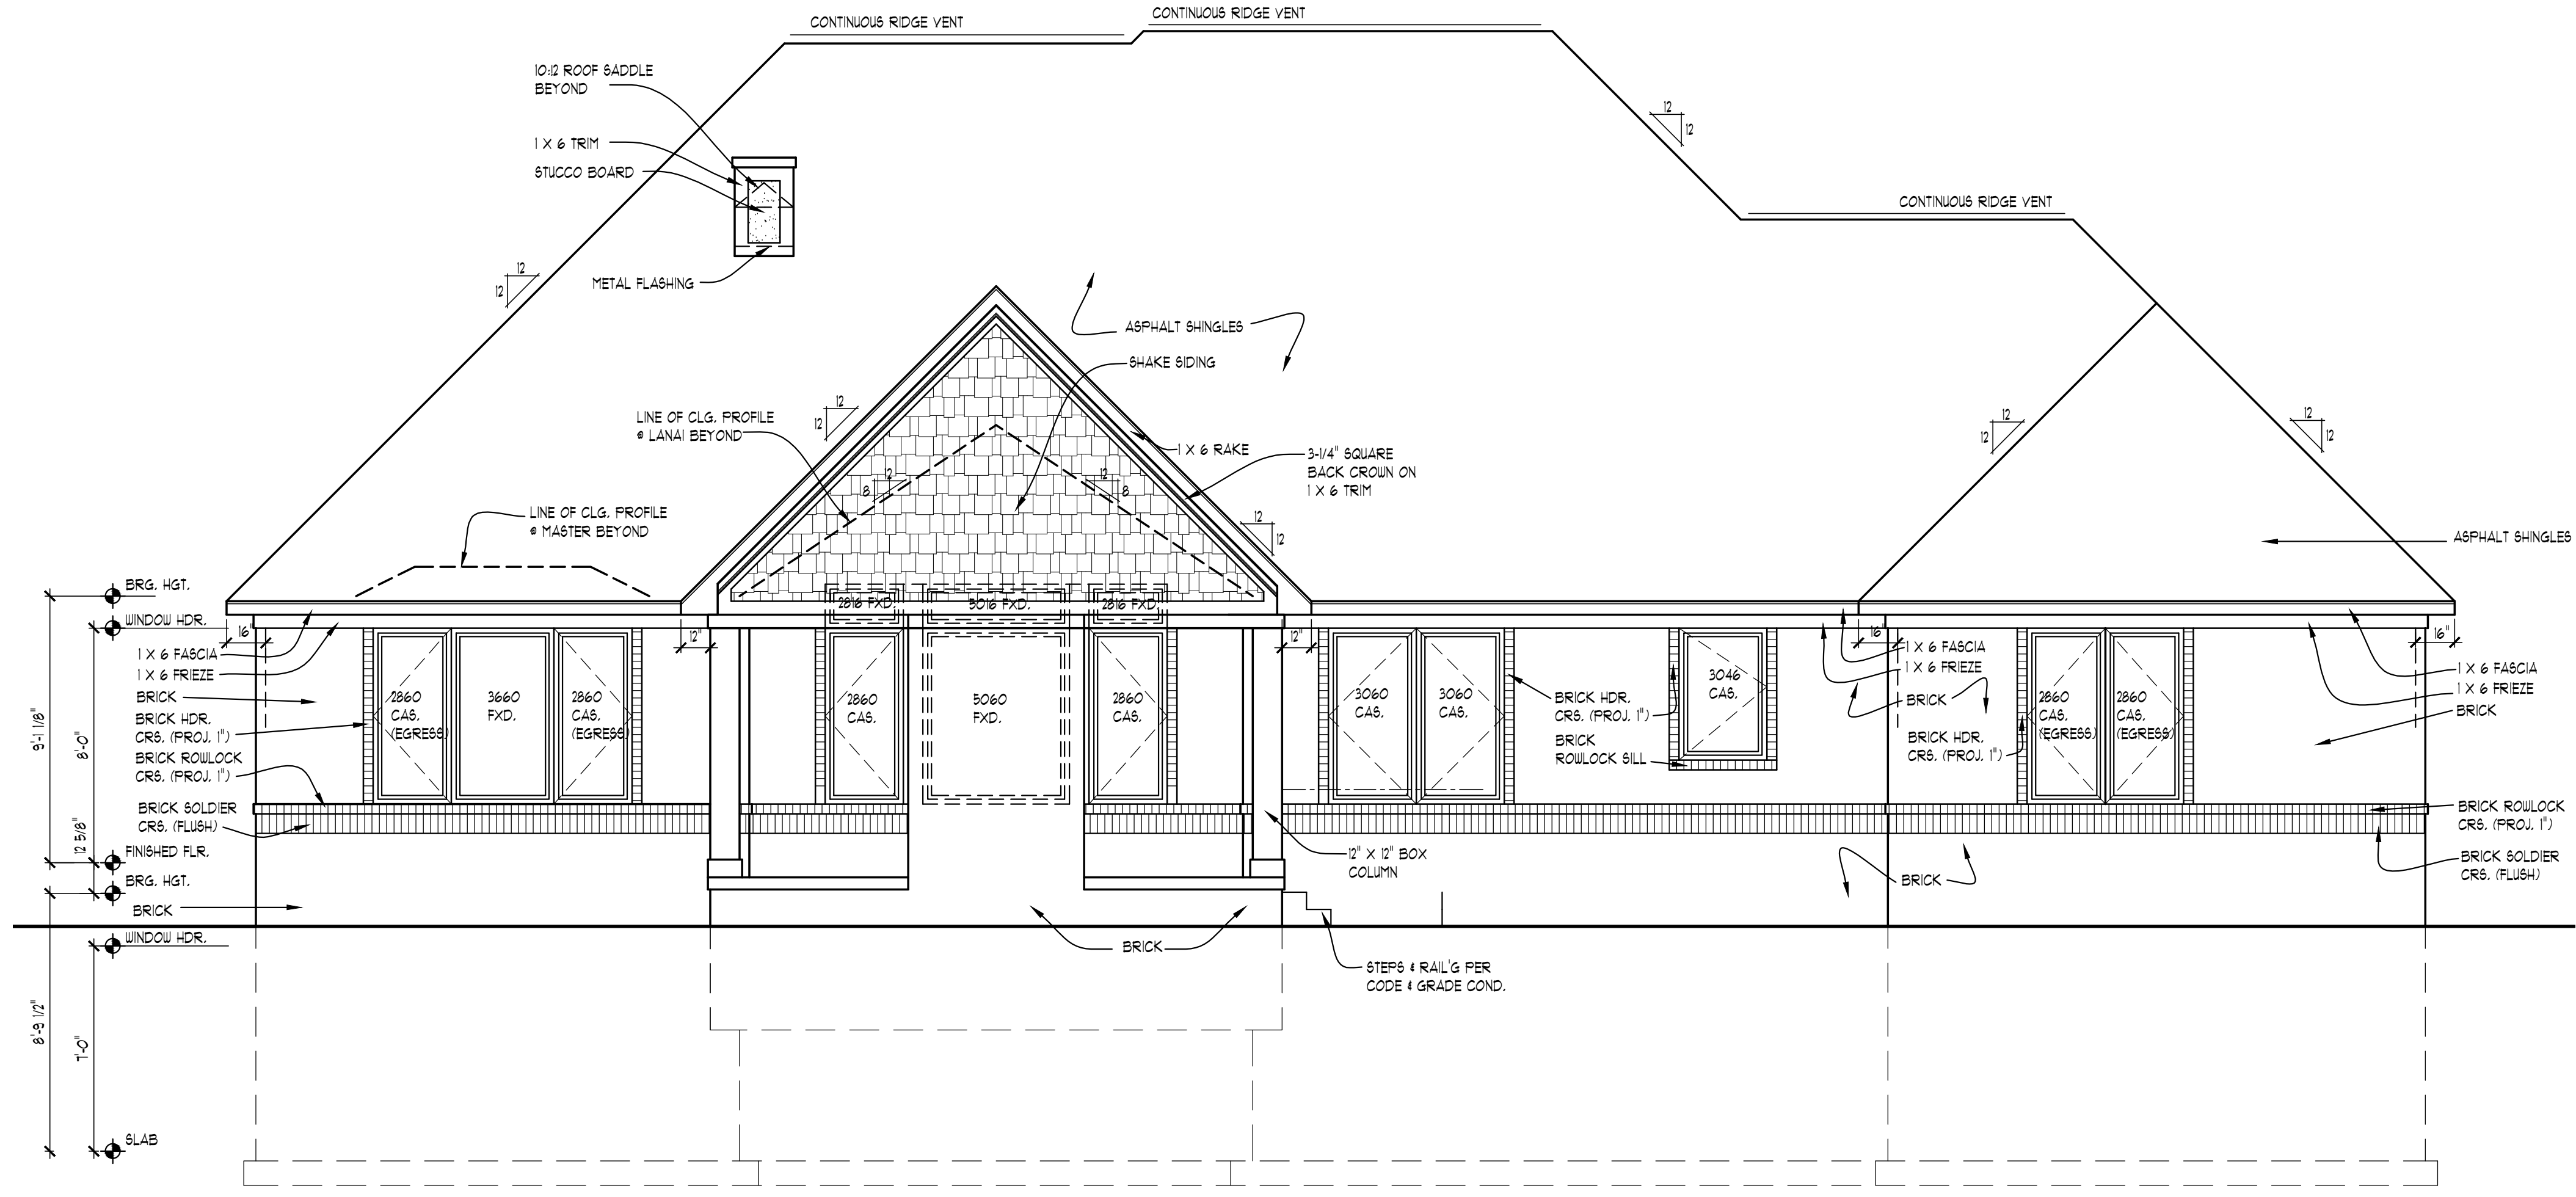 CONTINUOUS RIDGE VENT
CONTINUOUS RIDGE VENT
10:12 ROOF SADDLE
BEYOND
1 X 6 TRIM
STUCCO BOARD
METAL FLASHING
12
12
CONTINUOUS RIDGE VENT
12
12
ASPHALT SHINGLES
SHAKE SIDING
LINE OF CLG. PROFILE
@ LANAI BEYOND
12
12
1 X 6 RAKE
3-1/4" SQUARE
BACK CROWN ON
1 X 6 TRIM
12
8
12
8
12
12
12
12
12
12
LINE OF CLG. PROFILE
@ MASTER BEYOND
ASPHALT SHINGLES
BRG. HGT.
WINDOW HDR.
16"
12"
2816 FXD.
5016 FXD.
2816 FXD.
12"
16"
16"
1 X 6 FASCIA
1 X 6 FRIEZE
BRICK
BRICK HDR.
CRS. (PROJ. 1")
BRICK ROWLOCK
CRS. (PROJ. 1")
BRICK SOLDIER
CRS. (FLUSH)
2860
CAS.
(EGRESS)
3660
FXD.
2860
CAS.
(EGRESS)
2860
CAS.
5060
FXD.
2860
CAS.
3060
CAS.
3060
CAS.
BRICK HDR.
CRS. (PROJ. 1")
BRICK
ROWLOCK SILL
3046
CAS.
1 X 6 FASCIA
1 X 6 FRIEZE
BRICK
BRICK HDR.
CRS. (PROJ. 1")
2860
CAS.
(EGRESS)
2860
CAS.
(EGRESS)
1 X 6 FASCIA
1 X 6 FRIEZE
BRICK
BRICK ROWLOCK
CRS. (PROJ. 1")
BRICK SOLDIER
CRS. (FLUSH)
9'-1 1/8"
8'-0"
12 5/8"
FINISHED FLR.
BRG. HGT.
BRICK
12" X 12" BOX
COLUMN
BRICK
BRICK
WINDOW HDR.
STEPS & RAIL'G PER
CODE & GRADE COND.
8'-9 1/2"
7'-0"
SLAB